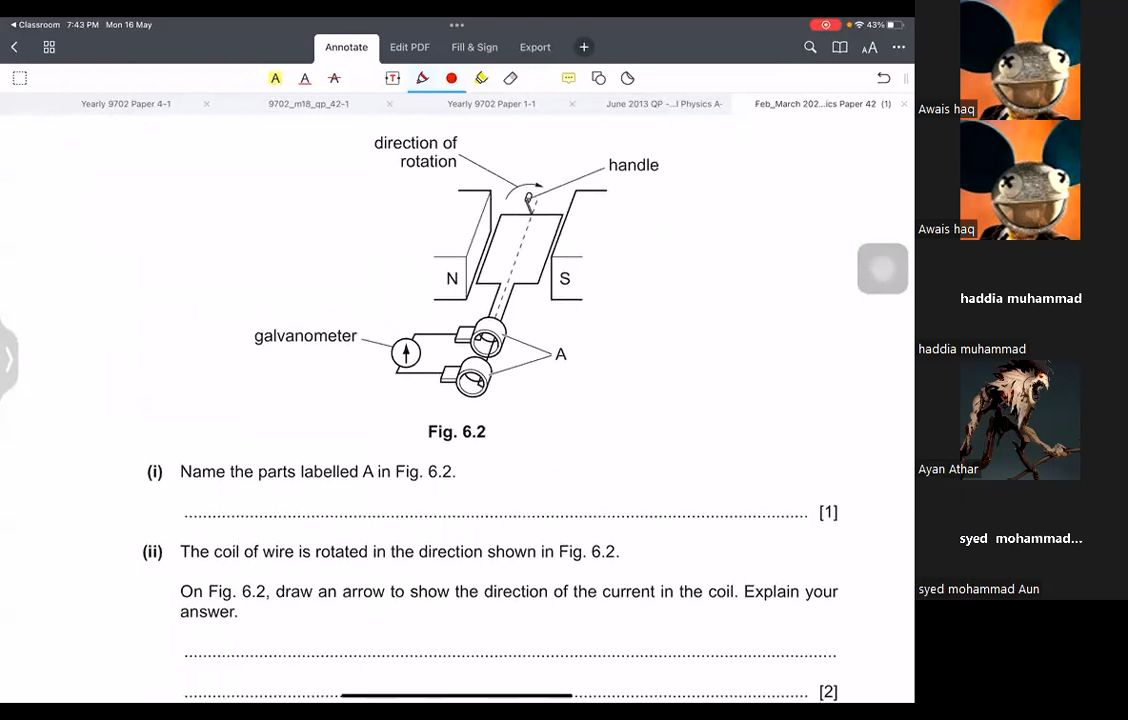 Classroom 7:43 PM Mon 16 May
43%
Annotate
Edit PDF
Fill & Sign
Export
AA
A A A T
Yearly 9702 Paper 4-1
9702_m18_qp_42-1
Yearly 9702 Paper 1-1
June 2013 QP -...l Physics A-
Feb_March 202...ics Paper 42 (1)
direction of
rotation
handle
N
S
galvanometer
A
Fig. 6.2
(i) Name the parts labelled A in Fig. 6.2.
[1]
(ii) The coil of wire is rotated in the direction shown in Fig. 6.2.
On Fig. 6.2, draw an arrow to show the direction of the current in the coil. Explain your
answer.
[2]
Awais haq
Awais haq
haddia muhammad
haddia muhammad
Ayan Athar
syed mohammad...
syed mohammad Aun